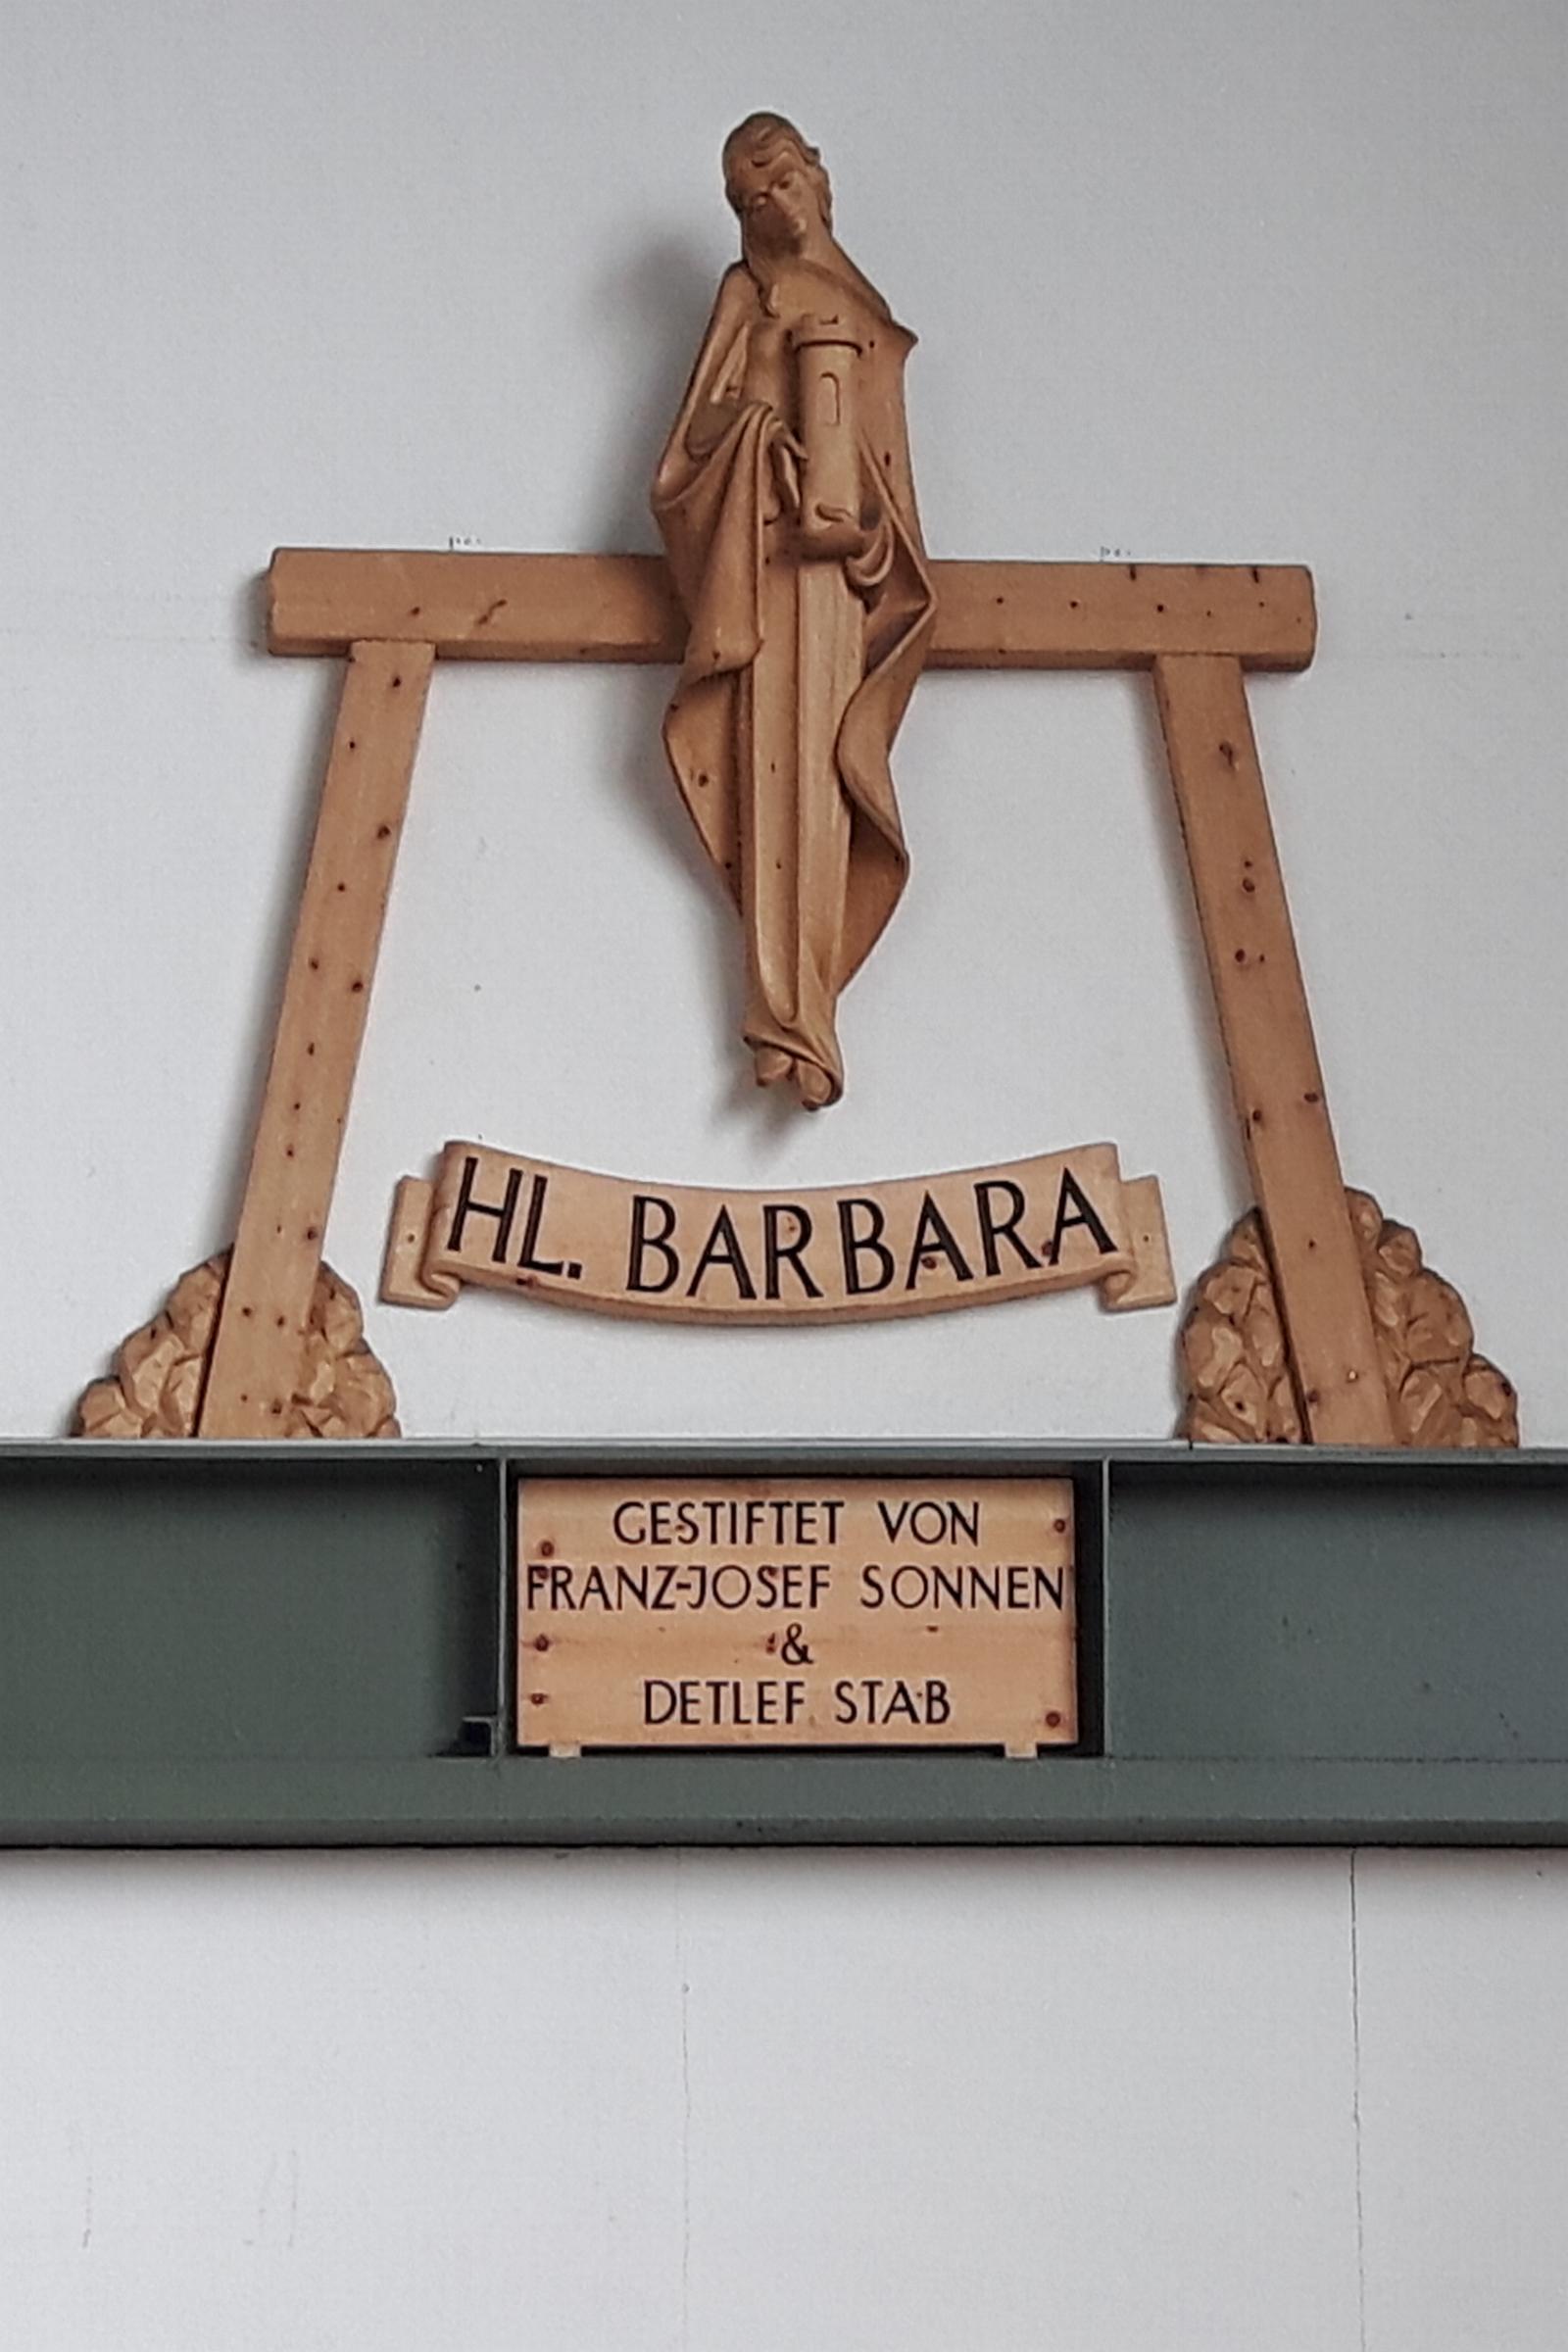 HL. BARBARA
GESTIFTET VON
FRANZ-JOSEF SONNEN
&
DETLEF STAB